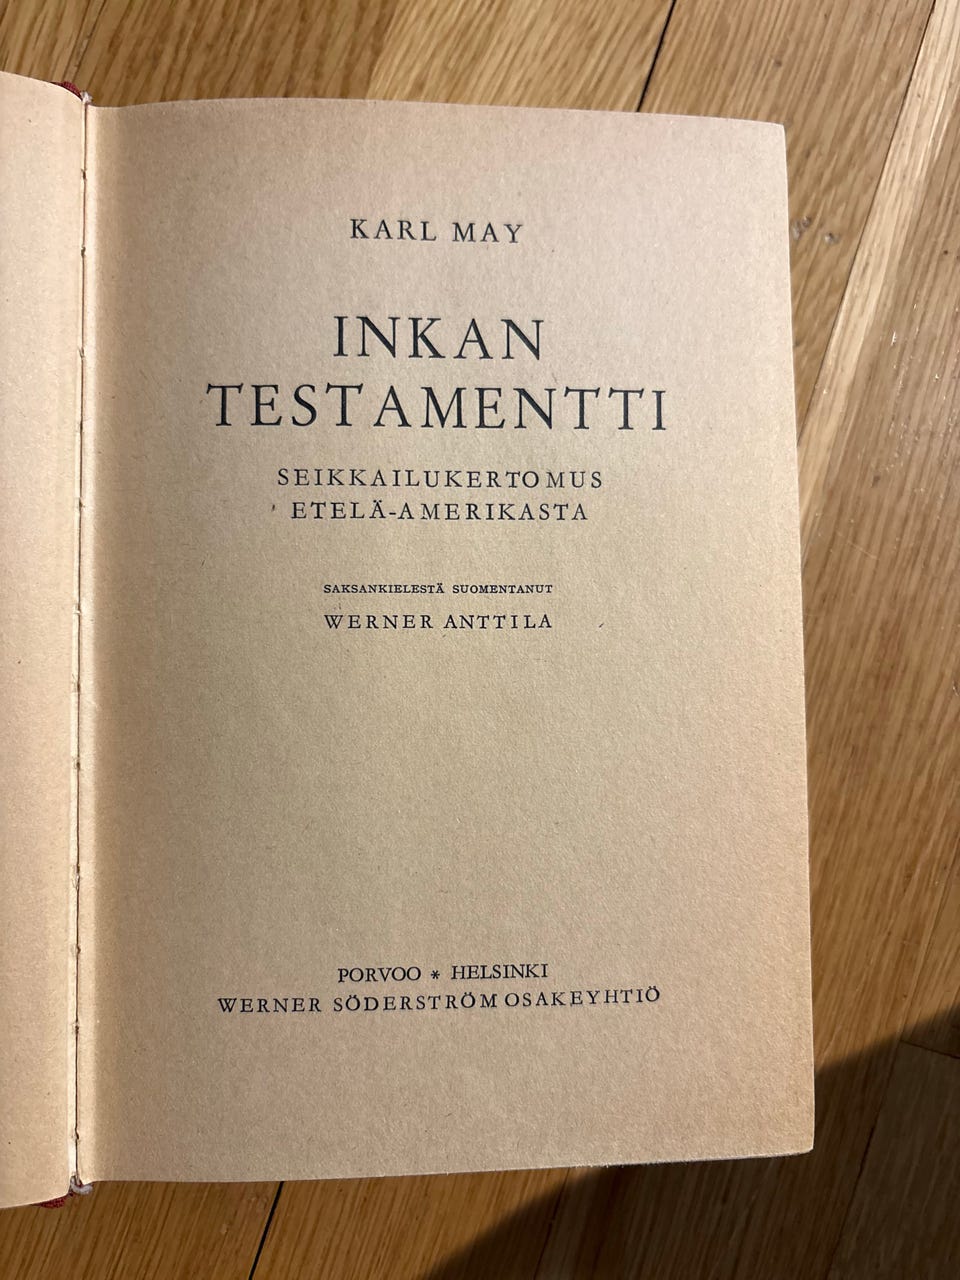 KARL MAY
INKAN
TESTAMENTTI
SEIKKAILUKERTOMUS
ETELÄ-AMERIKASTA
SAKSANKIELESTÄ SUOMENTANUT
WERNER ANTTILA
PORVOO * HELSINKI
WERNER SÖDERSTRÖM OSAKEYHTIÖ